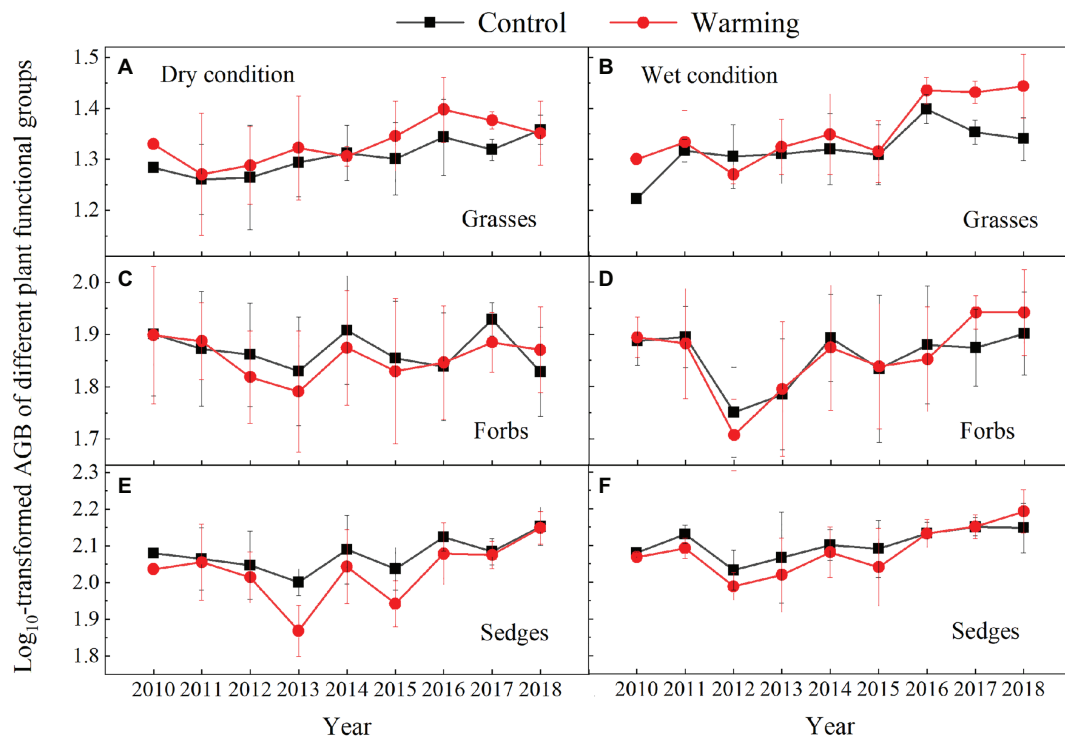 Control Warming
Log10-transformed AGB of different plant functional groups
A Dry condition
1.5
1.4
1.3
1.2
Grasses
B Wet condition
Grasses
C
2.0
1.9
1.8
1.7
Forbs
D
Forbs
E
2.3
2.2
2.1
2.0
1.9
1.8
Sedges
F
Sedges
2010 2011 2012 2013 2014 2015 2016 2017 2018
2010 2011 2012 2013 2014 2015 2016 2017 2018
Year
Year